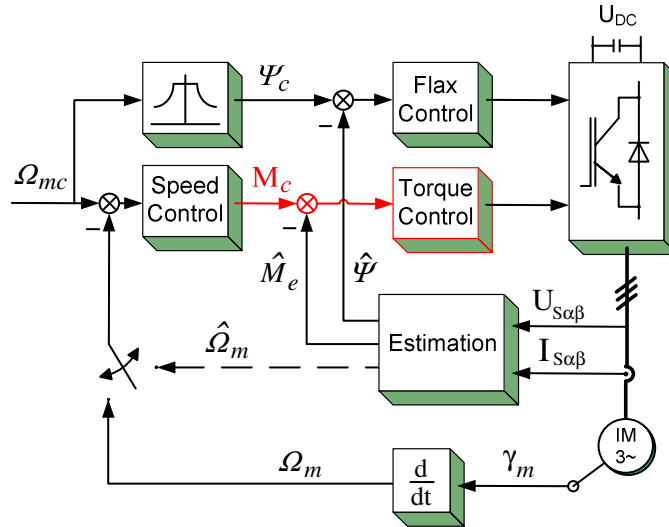 U_DC
Ψ_c
Flax
Control
Ω_mc
Speed
Control
M_c
Torque
Control
M̂_e
Ψ̂
Estimation
U_Sαβ
I_Sαβ
Ω̂_m
IM
3~
Ω_m
d
dt
γ_m